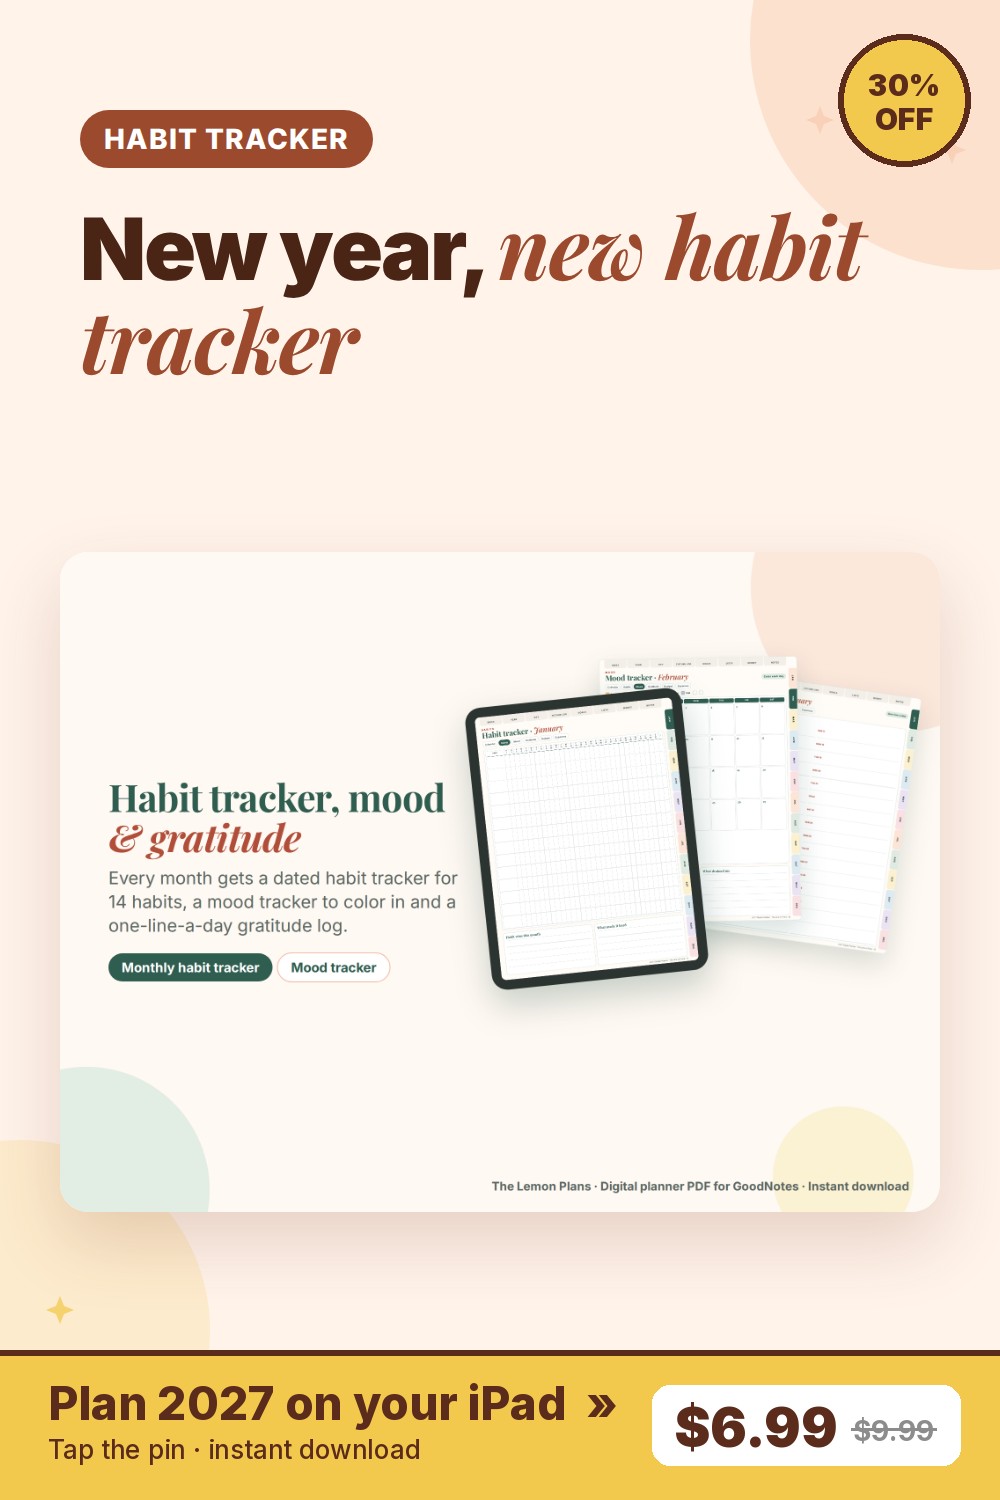 30%
OFF
HABIT TRACKER
New year, new habit
tracker
Mood tracker · February
Habit tracker · January
Habit tracker, mood
& gratitude
Every month gets a dated habit tracker for
14 habits, a mood tracker to color in and a
one-line-a-day gratitude log.
Monthly habit tracker
Mood tracker
The Lemon Plans · Digital planner PDF for GoodNotes · Instant download
Plan 2027 on your iPad »
Tap the pin · instant download
$6.99 $9.99